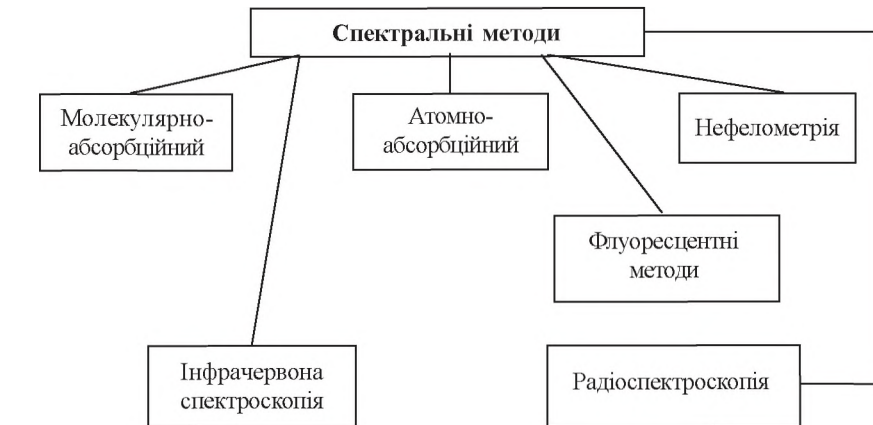 Спектральні методи
Молекулярно-
абсорбційний
Атомно-
абсорбційний
Нефелометрія
Флуоресцентні
методи
Інфрачервона
спектроскопія
Радіоспектроскопія